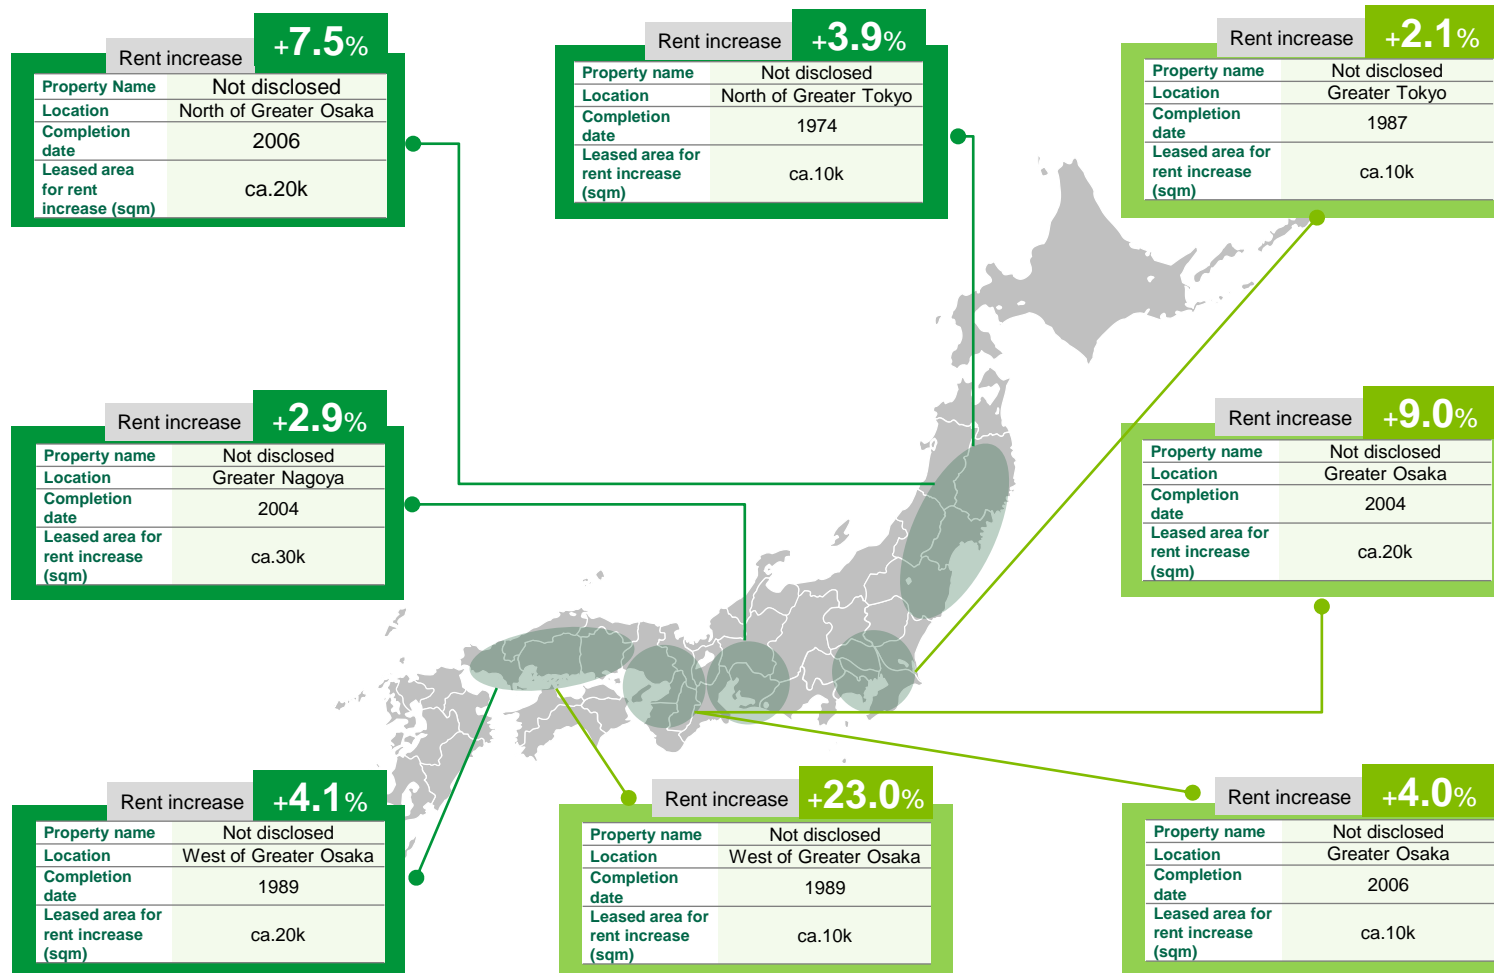 Rent increase +7.5%
Property Name Not disclosed
Location North of Greater Osaka
Completion
date
2006
Leased area
for rent
increase (sqm)
ca.20k
Rent increase +3.9%
Property name Not disclosed
Location North of Greater Tokyo
Completion
date
1974
Leased area for
rent increase
(sqm)
ca.10k
Rent increase +2.1%
Property name Not disclosed
Location Greater Tokyo
Completion
date
1987
Leased area for
rent increase
(sqm)
ca.10k
Rent increase +2.9%
Property name Not disclosed
Location Greater Nagoya
Completion
date
2004
Leased area for
rent increase
(sqm)
ca.30k
Rent increase +9.0%
Property name Not disclosed
Location Greater Osaka
Completion
date
2004
Leased area for
rent increase
(sqm)
ca.20k
Rent increase +4.1%
Property name Not disclosed
Location West of Greater Osaka
Completion
date
1989
Leased area for
rent increase
(sqm)
ca.20k
Rent increase +23.0%
Property name Not disclosed
Location West of Greater Osaka
Completion
date
1989
Leased area for
rent increase
(sqm)
ca.10k
Rent increase +4.0%
Property name Not disclosed
Location Greater Osaka
Completion
date
2006
Leased area for
rent increase
(sqm)
ca.10k